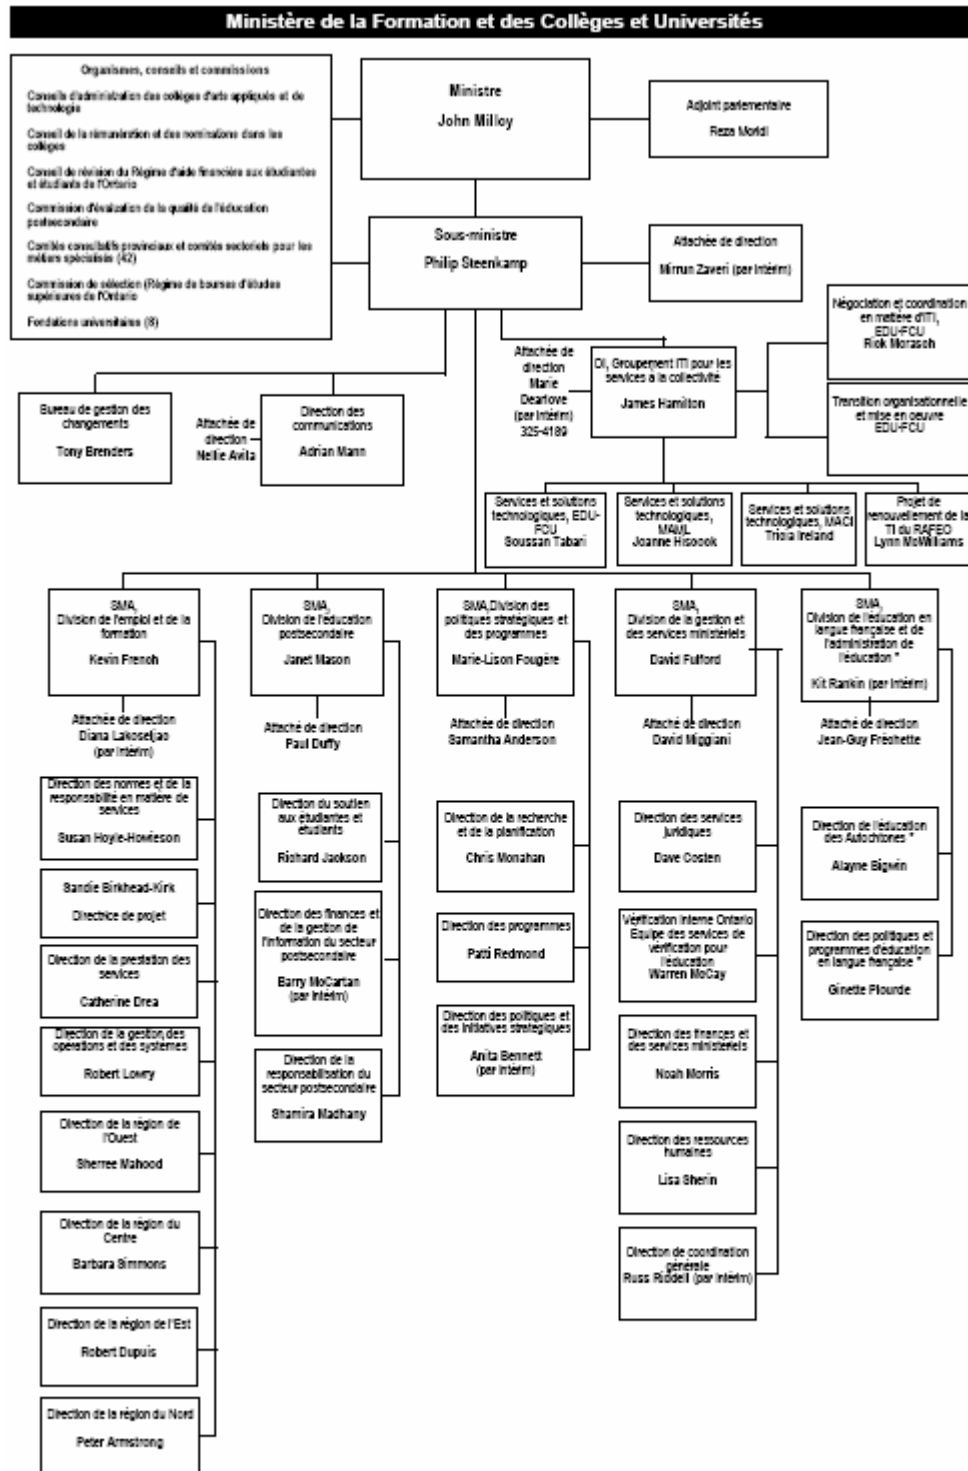 Ministère de la Formation et des Collèges et Universités
Organismes, conseils et commissions
Conseils d'administration des collèges d'arts appliqués et de
technologie
Conseil de la rémunération et des nominations dans les
collèges
Conseil de révision du Régime d'aide financière aux étudiantes
et étudiants de l'Ontario
Commission d'évaluation de la qualité de l'éducation
postsecondaire
Comités consultatifs provinciaux et comités sectoriels pour les
métiers spécialisés (42)
Commission de sélection (Régime de bourses d'études
supérieures de l'Ontario
Fondations universitaires (8)
Ministre
John Milloy
Adjoint parlementaire
Reza Moridi
Sous-ministre
Philip Steenkamp
Attachée de direction
Mirrun Zaveri (par intérim)
Négociation et coordination
en matière d'ITI,
EDU-FCU
Rick Morasch
Attachée de
direction
Marie
Dearlove
(par intérim)
325-4189
DI, Groupement ITI pour les
services à la collectivité
James Hamilton
Transition organisationnelle
et mise en oeuvre
EDU-FCU
Bureau de gestion des
changements
Tony Brenders
Attachée de
direction
Nellie Avila
Direction des
communications
Adrian Mann
Services et solutions
technologiques, EDU-
FCU
Soussan Tabari
Services et solutions
technologiques,
MAML
Joanne Hiscock
Services et solutions
technologiques, MACI
Tricia Ireland
Projet de
renouvellement de la
TI du RAFEO
Lynn McWilliams
SMA,
Division de l'emploi et de la
formation
Kevin French
SMA,
Division de l'éducation
postsecondaire
Janet Mason
SMA,Division des
politiques stratégiques et
des programmes
Marie-Lison Fougère
SMA,
Division de la gestion et
des services ministériels
David Fulford
SMA,
Division de l'éducation en
langue française et de
l'administration de
l'éducation *
Kit Rankin (par intérim)
Attachée de direction
Diana Lakoseljac
(par intérim)
Attaché de direction
Paul Duffy
Attachée de direction
Samantha Anderson
Attaché de direction
David Miggiani
Attaché de direction
Jean-Guy Fréchette
Direction des normes et de la
responsabilité en matière de
services
Susan Hoyle-Howieson
Direction du soutien
aux étudiantes et
étudiants
Richard Jackson
Direction de la recherche
et de la planification
Chris Monahan
Direction des services
juridiques
Dave Costen
Direction de l'éducation
des Autochtones *
Alayne Bigwin
Sandie Birkhead-Kirk
Directrice de projet
Direction des finances et
de la gestion de
l'information du secteur
postsecondaire
Barry McCartan
(par intérim)
Direction des programmes
Patti Redmond
Vérification interne Ontario
Equipe des services de
vérification pour
l'éducation
Warren McCay
Direction des politiques et
programmes d'éducation
en langue française *
Ginette Plourde
Direction de la prestation des
services
Catherine Drea
Direction des politiques et
des initiatives stratégiques
Anita Bennett
(par intérim)
Direction des finances et
des services ministériels
Noah Morris
Direction de la gestion des
opérations et des systèmes
Robert Lowry
Direction de la
responsabilisation du
secteur postsecondaire
Shamira Madhany
Direction de la région de
l'Ouest
Sherree Mahood
Direction des ressources
humaines
Lisa Sherin
Direction de la région du
Centre
Barbara Simmons
Direction de coordination
générale
Russ Riddell (par intérim)
Direction de la région de l'Est
Robert Dupuis
Direction de la région du Nord
Peter Armstrong